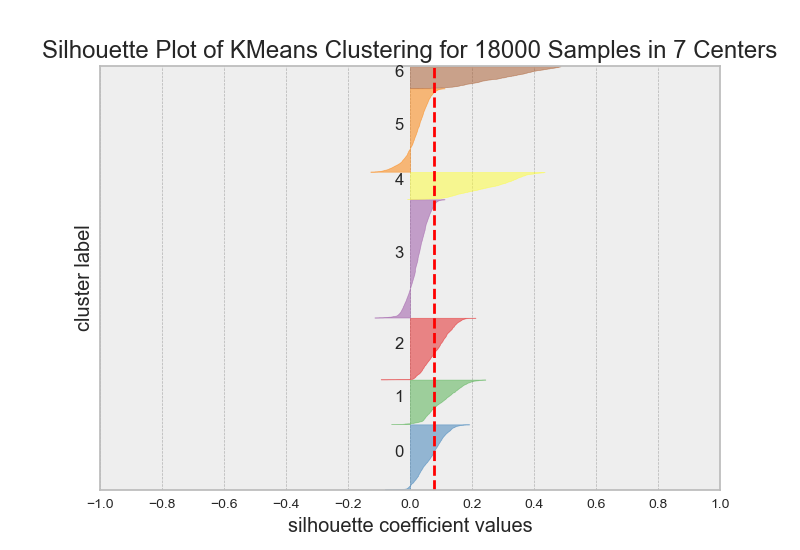 Silhouette Plot of KMeans Clustering for 18000 Samples in 7 Centers
6
5
4
3
2
1
0
cluster label
−1.0 −0.8 −0.6 −0.4 −0.2 0.0 0.2 0.4 0.6 0.8 1.0
silhouette coefficient values